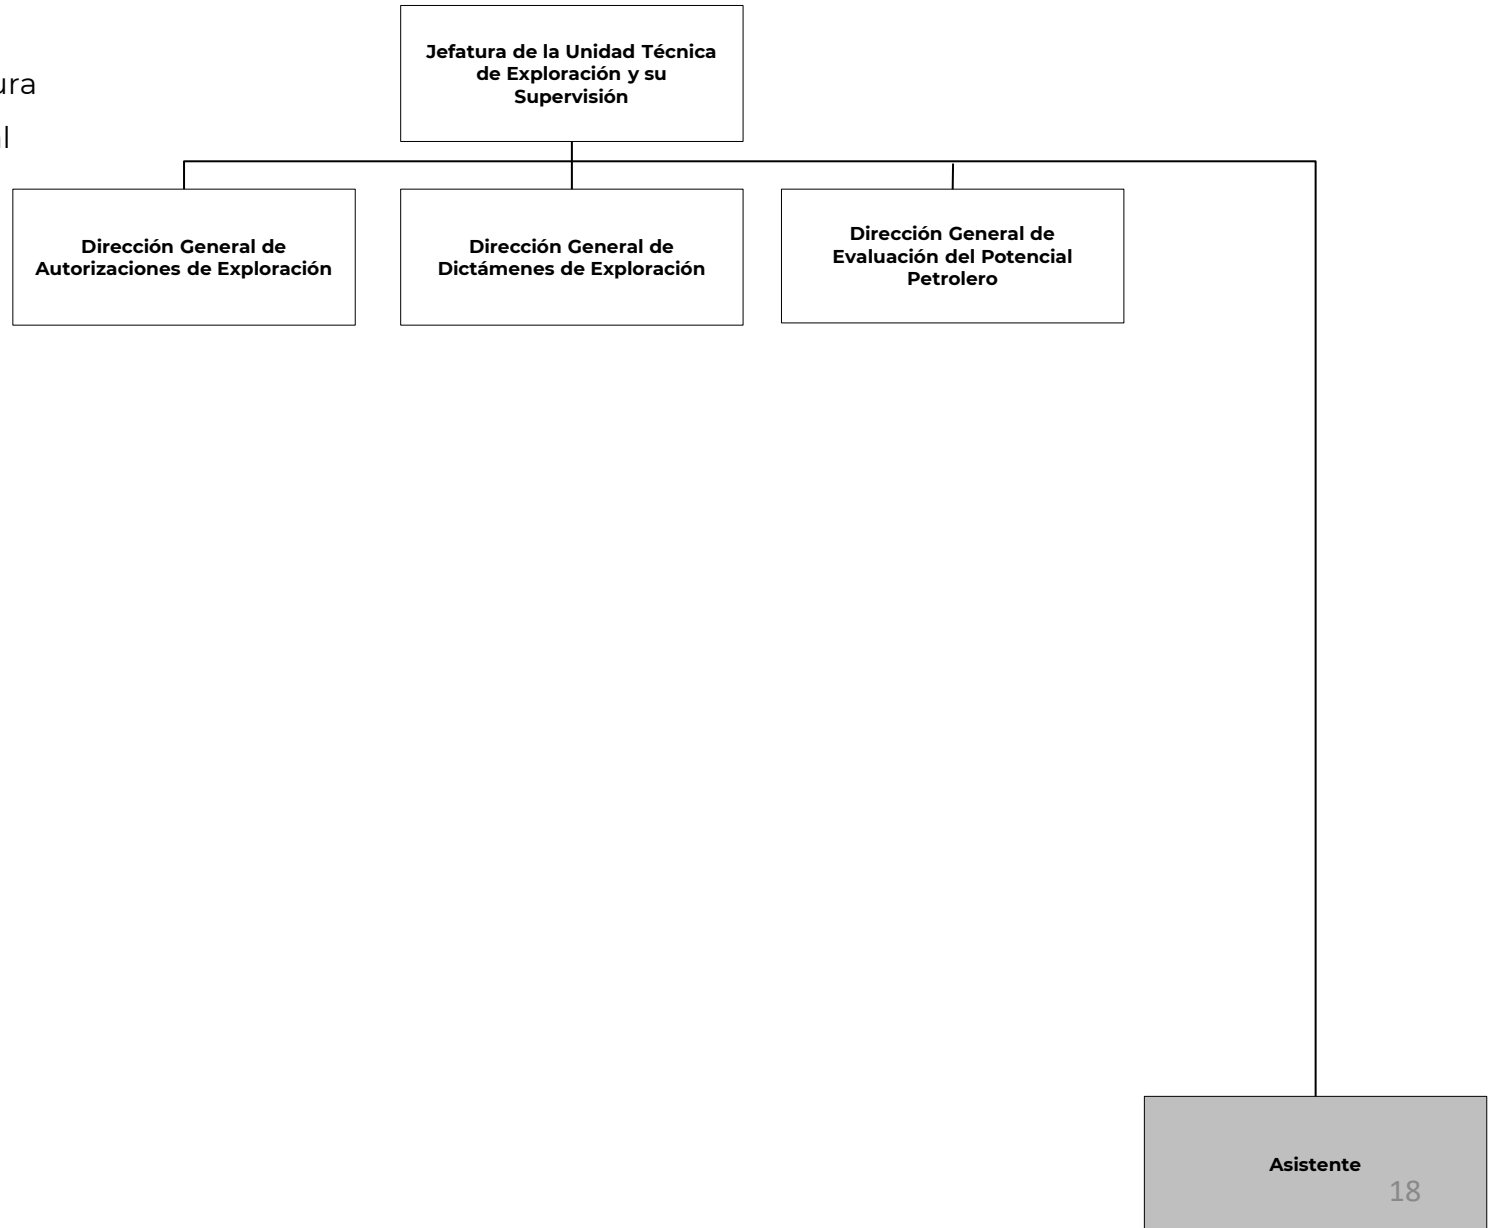 Jefatura de la Unidad Técnica
de Exploración y su
Supervisión
ura
al
Dirección General de
Autorizaciones de Exploración
Dirección General de
Dictámenes de Exploración
Dirección General de
Evaluación del Potencial
Petrolero
Asistente
18